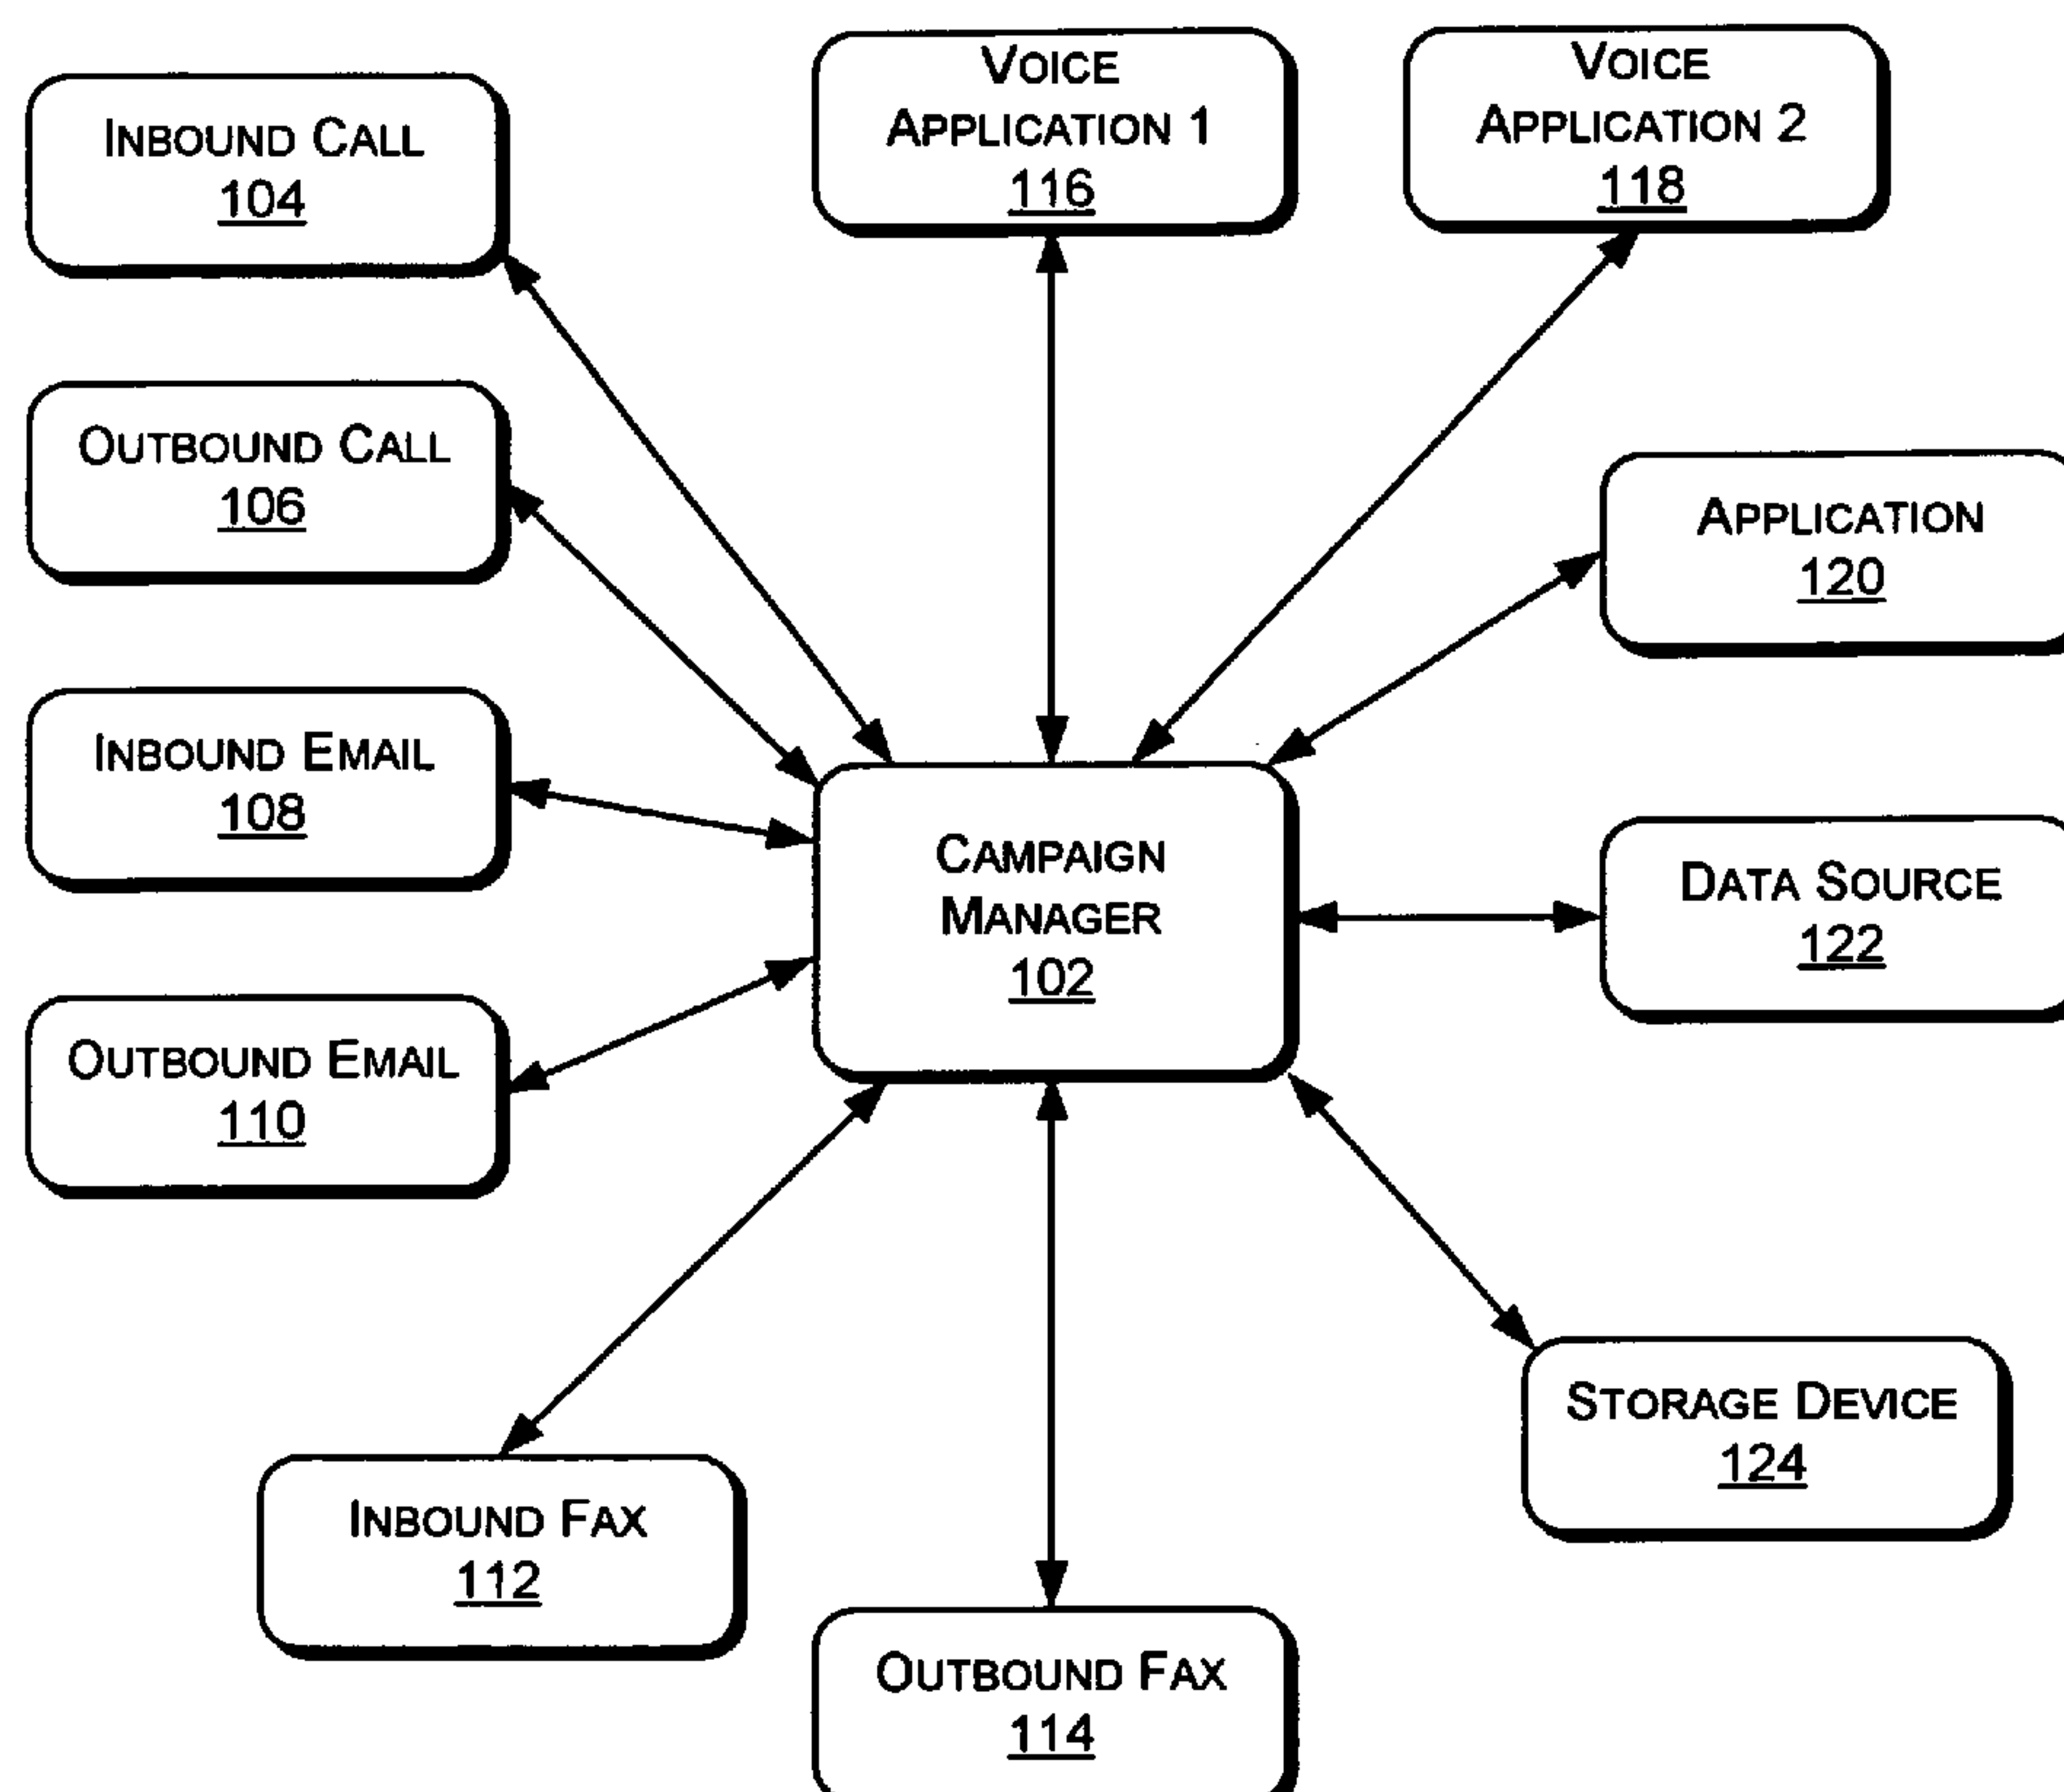 INBOUND CALL
104
VOICE
APPLICATION 1
116
VOICE
APPLICATION 2
118
OUTBOUND CALL
106
APPLICATION
120
INBOUND EMAIL
108
CAMPAIGN
MANAGER
102
DATA SOURCE
122
OUTBOUND EMAIL
110
STORAGE DEVICE
124
INBOUND FAX
112
OUTBOUND FAX
114